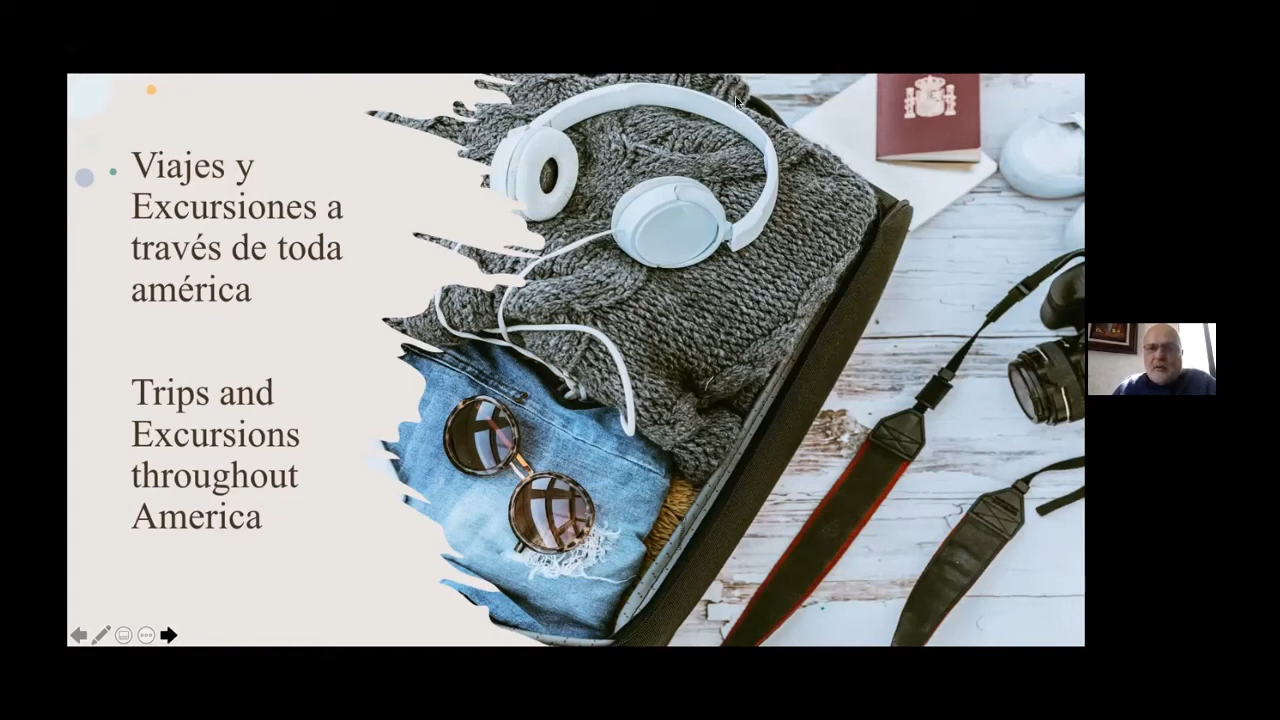 Viajes y
Excursiones a
través de toda
américa
Trips and
Excursions
throughout
America